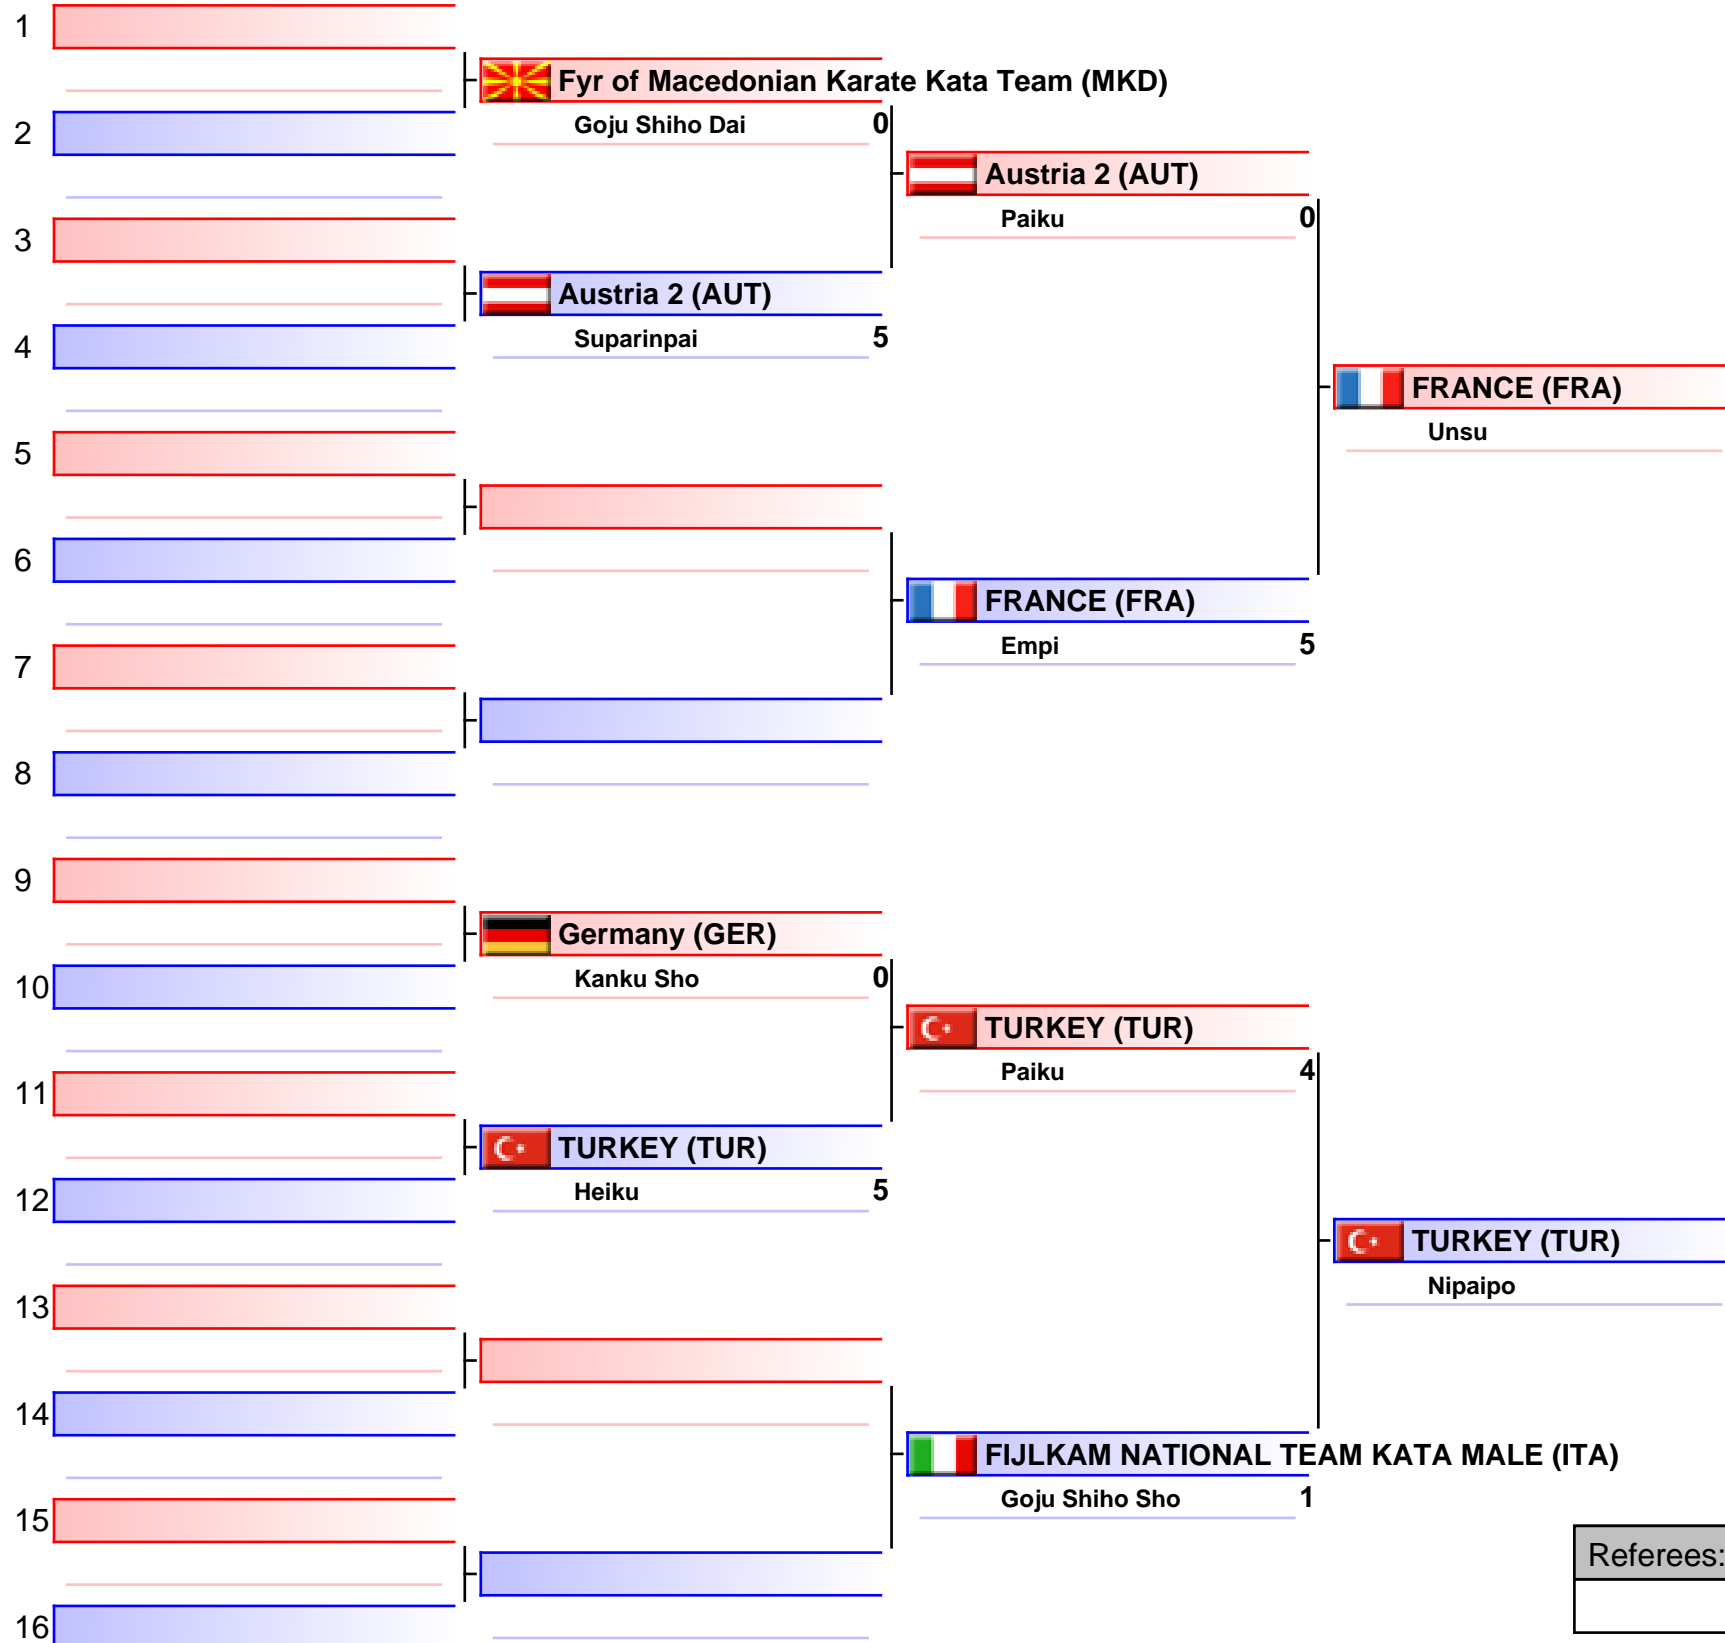 1
Fyr of Macedonian Karate Kata Team (MKD)
Goju Shiho Dai 0
2
Austria 2 (AUT)
Paiku 0
3
Austria 2 (AUT)
Suparinpai 5
4
FRANCE (FRA)
Unsu
5
6
FRANCE (FRA)
Empi 5
7
8
9
Germany (GER)
Kanku Sho 0
10
TURKEY (TUR)
Paiku 4
11
TURKEY (TUR)
Heiku 5
12
TURKEY (TUR)
Nipaipo
13
14
FIJLKAM NATIONAL TEAM KATA MALE (ITA)
Goju Shiho Sho 1
15
Referees:
16